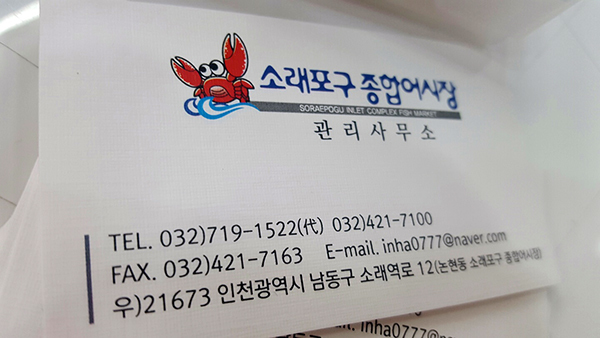 소래포구 종합어시장
SORAEPOGU INLET COMPLEX FISH MARKET
관리사무소
TEL. 032)719-1522(代) 032)421-7100
FAX. 032)421-7163 E-mail. inha0777@naver.com
우)21673 인천광역시 남동구 소래역로 12(논현동 소래포구 종합어시장)
inha0777@naver